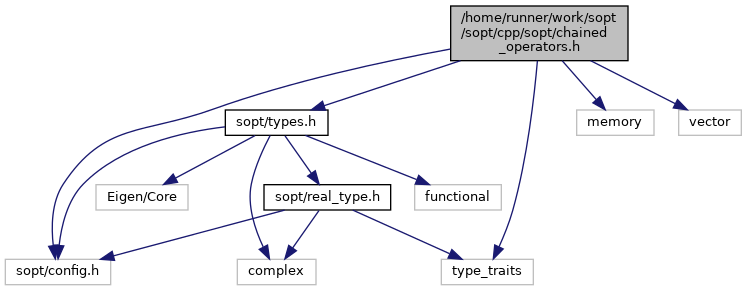 /home/runner/work/sopt
/sopt/cpp/sopt/chained
_operators.h
sopt/types.h
memory
vector
Eigen/Core
sopt/real_type.h
functional
sopt/config.h
complex
type_traits